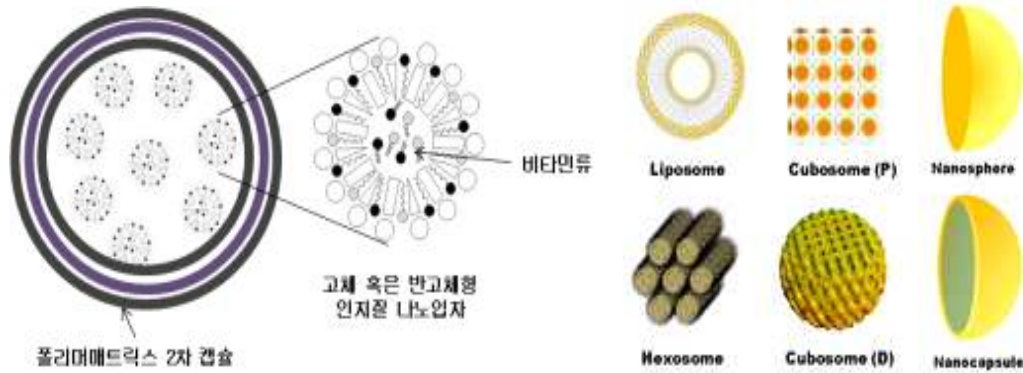 비타민류
고체 혹은 반고체형
인지질 나노입자
폴리머매트릭스 2차 캡슐
Liposome
Cubosome (P)
Nanosphere
Hexosome
Cubosome (D)
Nanocapsule